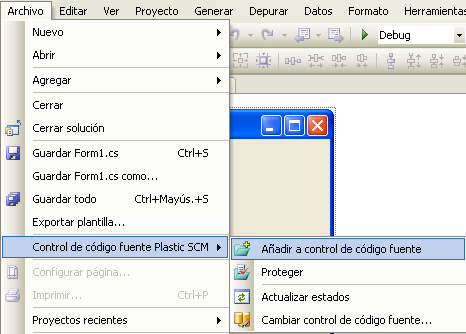 Archivo Editar Ver Proyecto Generar Depurar Datos Formato Herramientas
Debug
Nuevo
Abrir
Agregar
Cerrar
Cerrar solución
Guardar Form1.cs Ctrl+S
Guardar Form1.cs como...
Guardar todo Ctrl+Mayús.+S
Exportar plantilla...
Control de código fuente Plastic SCM
Añadir a control de código fuente
Proteger
Actualizar estados
Cambiar control de código fuente...
Configurar página...
Imprimir... Ctrl+P
Proyectos recientes